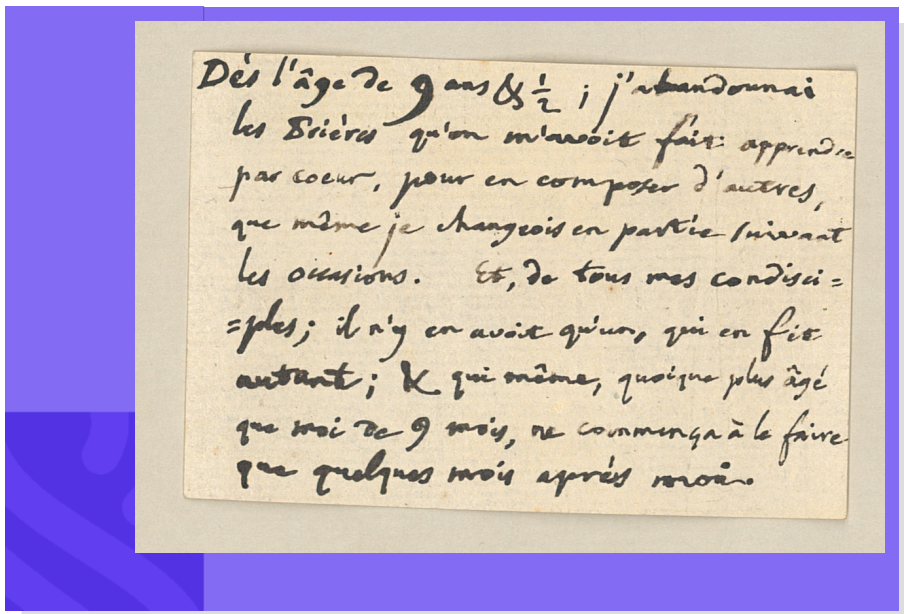 Dès l'âge de 9 ans & 1/2 ; j'abandonnai
les Prières qu'on m'avoit fait apprendre
par coeur, pour en composer d'autres,
que même je changeois en partie suivant
les occasions. Et, de tous mes condisci=
=ples; il n'y en avoit qu'un, qui en fit
autant; & qui même, quoique plus âgé
que moi de 9 mois, ne commença à le faire
que quelques mois après moi.